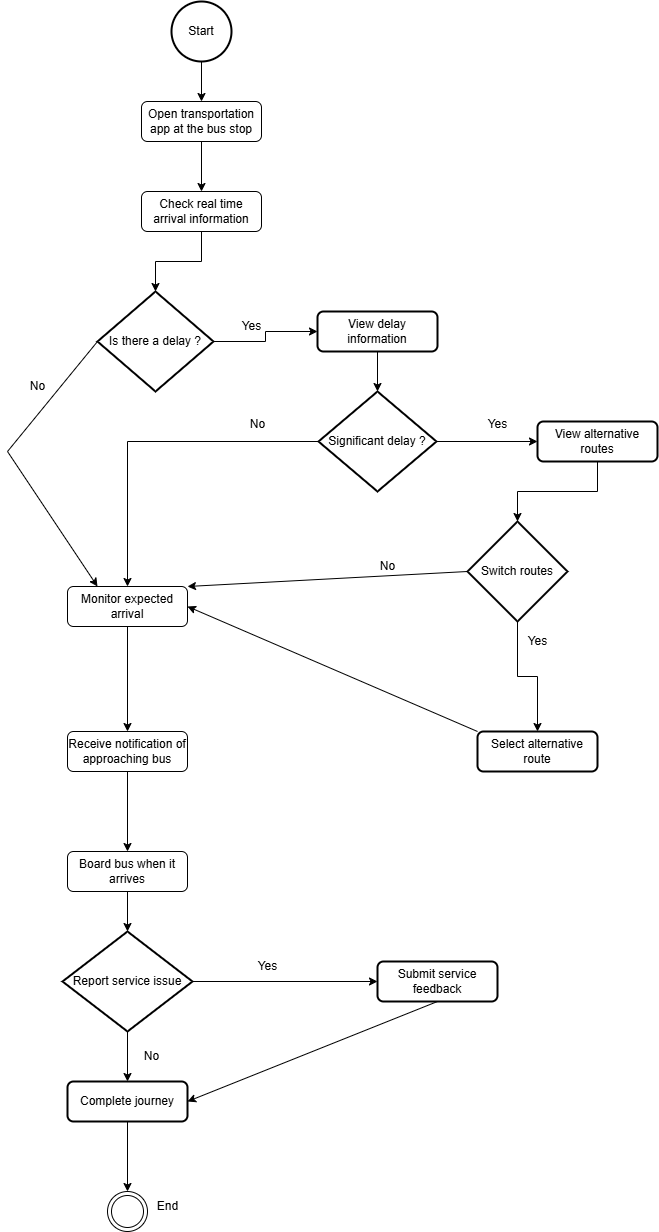 Start
Open transportation
app at the bus stop
Check real time
arrival information
Is there a delay ?
Yes
View delay
information
No
Significant delay ?
No
Yes
View alternative
routes
Switch routes
No
Yes
Monitor expected
arrival
Select alternative
route
Receive notification of
approaching bus
Board bus when it
arrives
Report service issue
Yes
Submit service
feedback
No
Complete journey
End